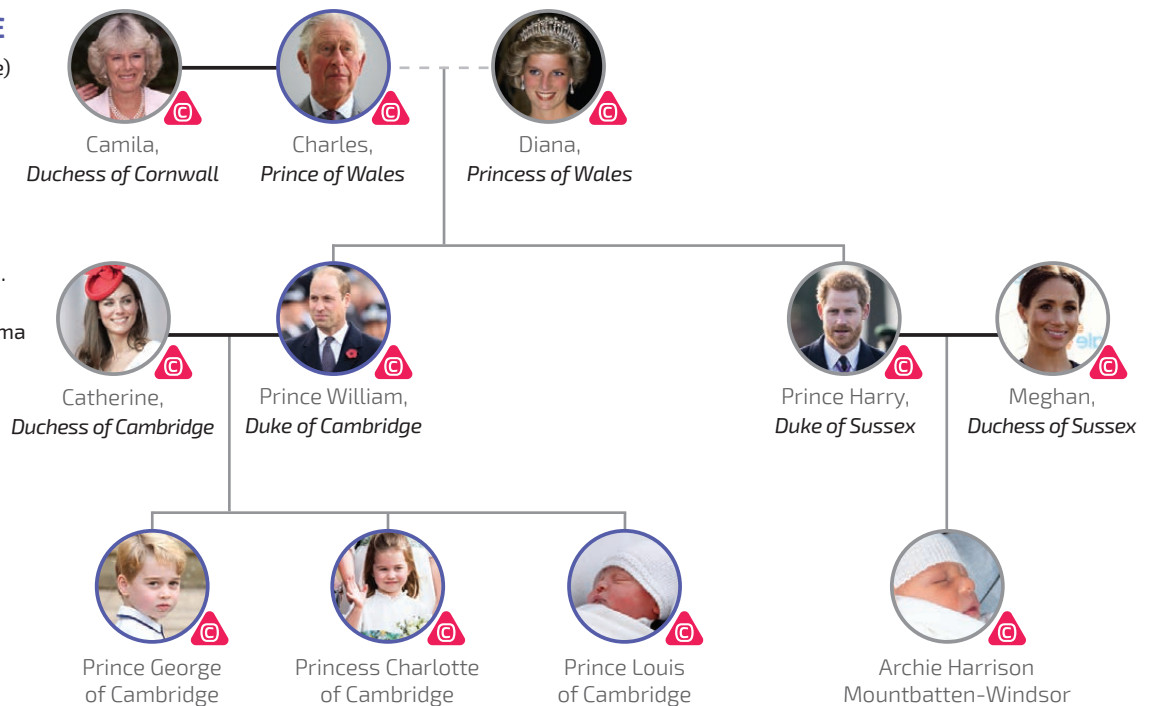 E
e)
Camila,
Duchess of Cornwall
Charles,
Prince of Wales
Diana,
Princess of Wales
.
ma
Catherine,
Duchess of Cambridge
Prince William,
Duke of Cambridge
Prince Harry,
Duke of Sussex
Meghan,
Duchess of Sussex
Prince George
of Cambridge
Princess Charlotte
of Cambridge
Prince Louis
of Cambridge
Archie Harrison
Mountbatten-Windsor
©
©
©
©
©
©
©
©
©
©
©